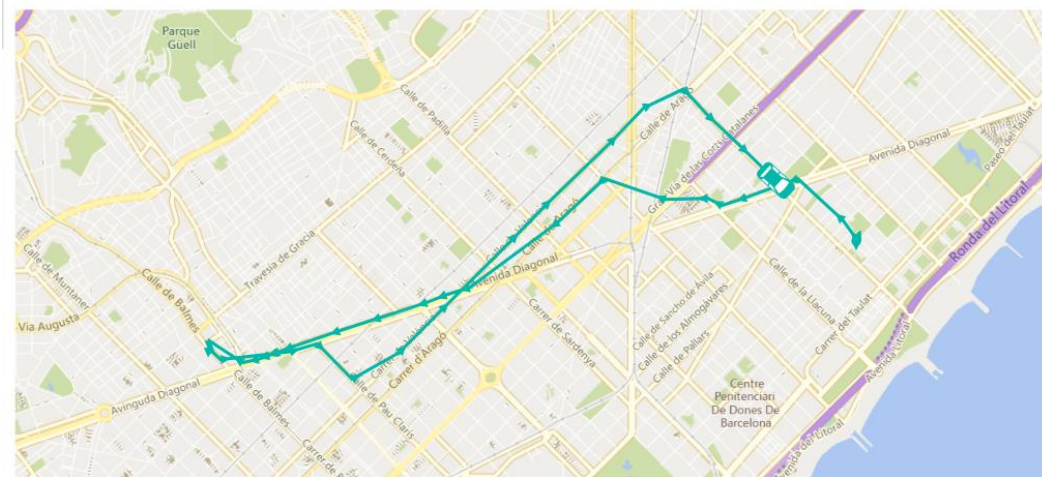 Parque
Güell
Calle de Padilla
Calle de Cerdeña
Calle de Aragó
Gran Vía de las Corts Catalanes
Avenida Diagonal
Paseo del Taulat
Ronda del Litoral
Travesía de Gracia
Calle de Muntaner
Calle de Balmes
Vía Augusta
Calle de Aragó
Avenida Diagonal
Carrer d'Aragó
Calle de Pau Claris
Avinguda Diagonal
Calle de Balmes
Carrer de Sardenya
Calle de Sancho de Ávila
Calle de los Almogávares
Calle de Pallars
Calle de la Llacuna
Carrer del Taulat
Avenida Litoral
Avenida del Litoral
Centre
Penitenciari
De Dones De
Barcelona